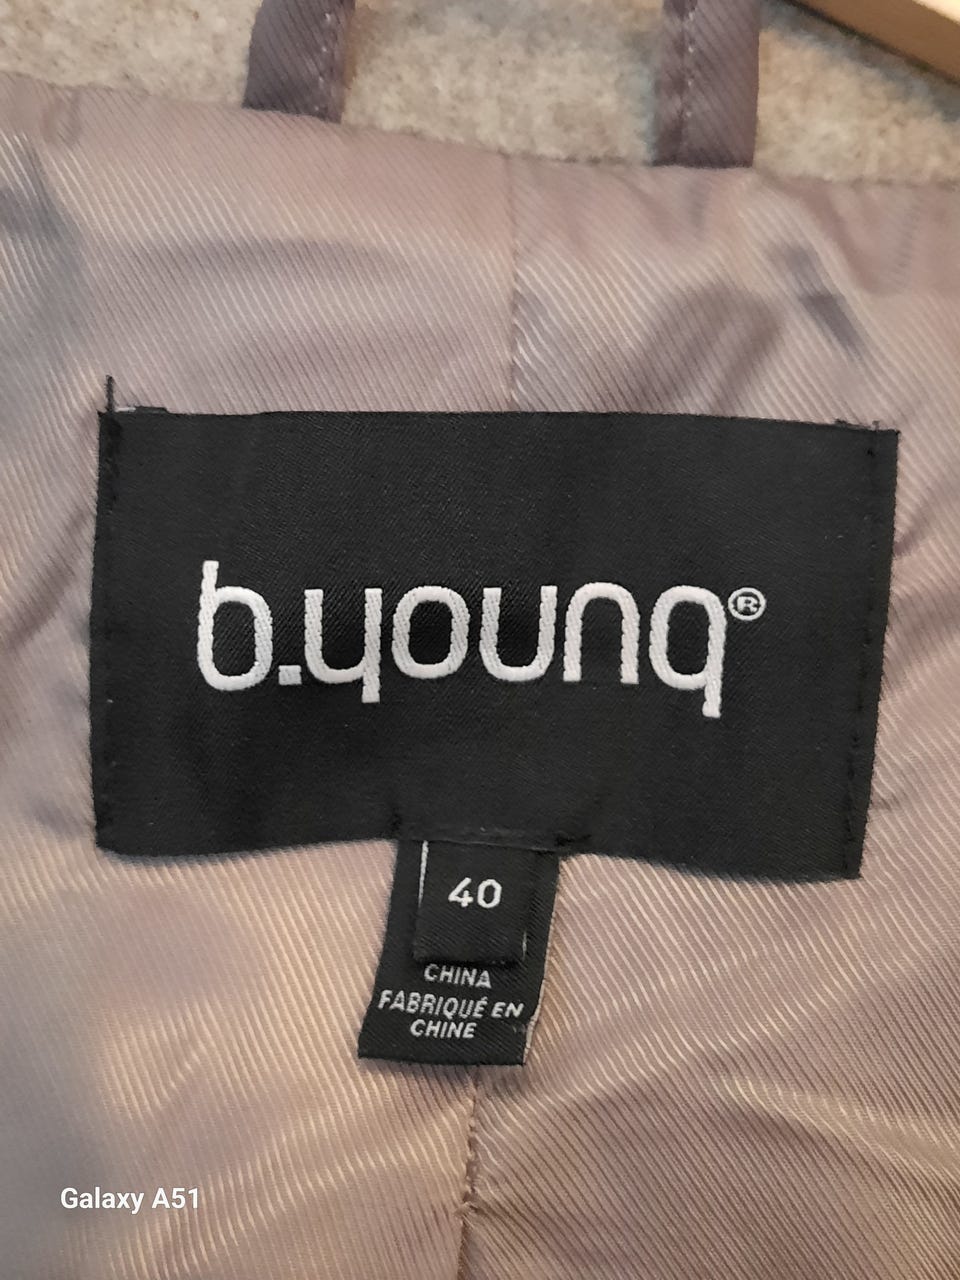 b.young®
40
CHINA
FABRIQUÉ EN
CHINE
Galaxy A51